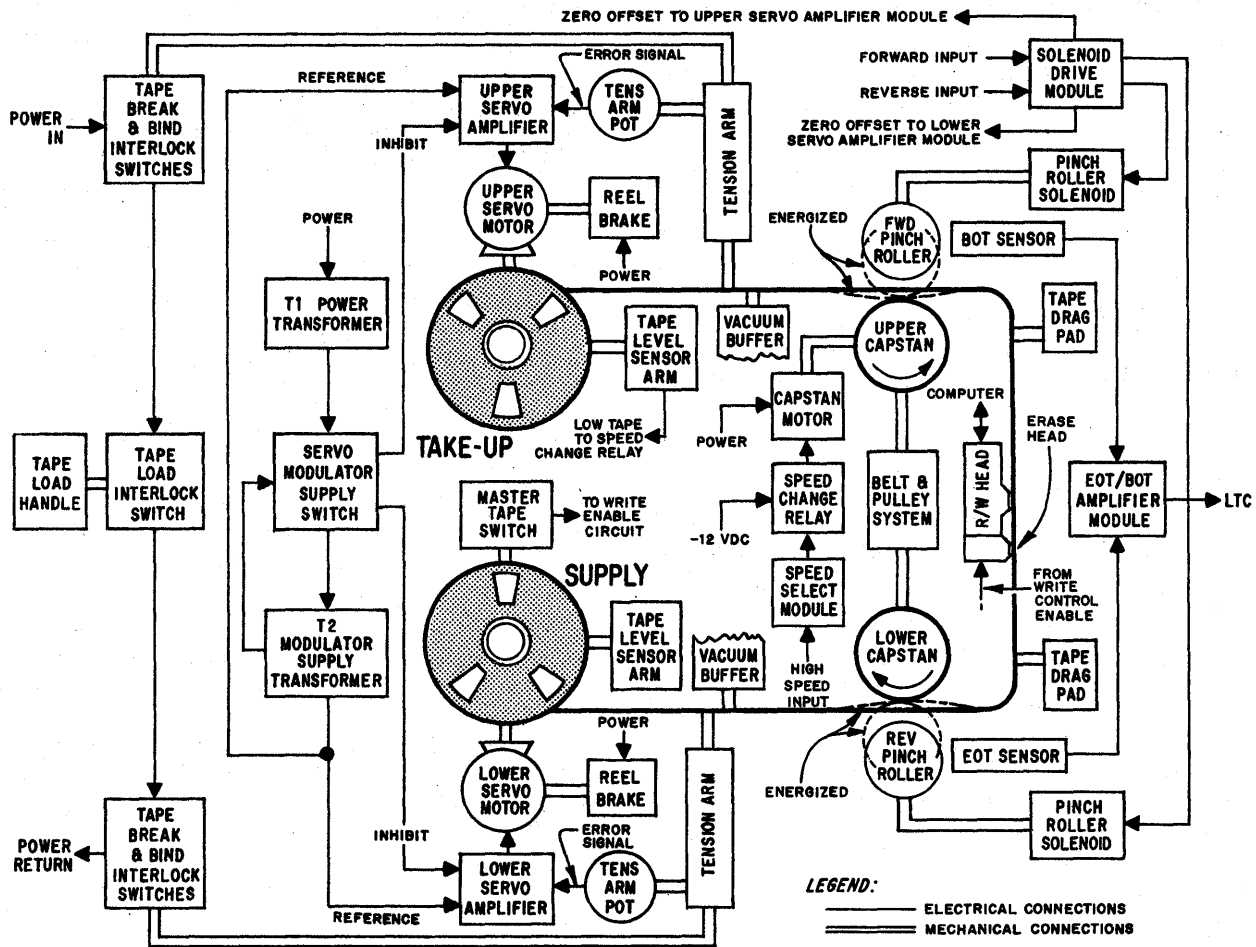 ZERO OFFSET TO UPPER SERVO AMPLIFIER MODULE
FORWARD INPUT
REVERSE INPUT
SOLENOID
DRIVE
MODULE
ZERO OFFSET TO LOWER
SERVO AMPLIFIER MODULE
PINCH
ROLLER
SOLENOID
POWER
IN
TAPE
BREAK
& BIND
INTERLOCK
SWITCHES
REFERENCE
INHIBIT
UPPER
SERVO
AMPLIFIER
ERROR SIGNAL
TENS
ARM
POT
TENSION ARM
UPPER
SERVO
MOTOR
REEL
BRAKE
POWER
ENERGIZED
FWD
PINCH
ROLLER
BOT SENSOR
POWER
T1 POWER
TRANSFORMER
TAPE
LEVEL
SENSOR
ARM
VACUUM
BUFFER
UPPER
CAPSTAN
TAPE
DRAG
PAD
CAPSTAN
MOTOR
POWER
COMPUTER
ERASE
HEAD
TAKE-UP
LOW TAPE
TO SPEED
CHANGE RELAY
TAPE
LOAD
HANDLE
TAPE
LOAD
INTERLOCK
SWITCH
SERVO
MODULATOR
SUPPLY
SWITCH
MASTER
TAPE
SWITCH
TO WRITE
ENABLE
CIRCUIT
SPEED
CHANGE
RELAY
-12 VDC
BELT &
PULLEY
SYSTEM
R/W HEAD
EOT/BOT
AMPLIFIER
MODULE
LTC
SUPPLY
SPEED
SELECT
MODULE
FROM
WRITE
CONTROL
ENABLE
T2
MODULATOR
SUPPLY
TRANSFORMER
TAPE
LEVEL
SENSOR
ARM
VACUUM
BUFFER
HIGH
SPEED
INPUT
LOWER
CAPSTAN
TAPE
DRAG
PAD
POWER
LOWER
SERVO
MOTOR
REEL
BRAKE
TENSION ARM
ENERGIZED
REV
PINCH
ROLLER
EOT SENSOR
PINCH
ROLLER
SOLENOID
TAPE
BREAK
& BIND
INTERLOCK
SWITCHES
POWER
RETURN
INHIBIT
REFERENCE
LOWER
SERVO
AMPLIFIER
ERROR
SIGNAL
TENS
ARM
POT
LEGEND:
ELECTRICAL CONNECTIONS
MECHANICAL CONNECTIONS